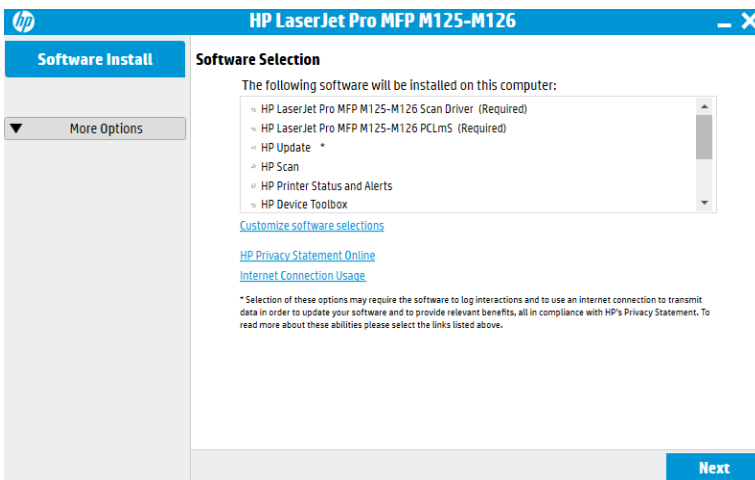 hp
HP LaserJet Pro MFP M125-M126
Software Install
More Options
Software Selection
The following software will be installed on this computer:
HP LaserJet Pro MFP M125-M126 Scan Driver (Required)
HP LaserJet Pro MFP M125-M126 PCLmS (Required)
HP Update *
HP Scan
HP Printer Status and Alerts
HP Device Toolbox
Customize software selections
HP Privacy Statement Online
Internet Connection Usage
* Selection of these options may require the software to log interactions and to use an internet connection to transmit
data in order to update your software and to provide relevant benefits, all in compliance with HP's Privacy Statement. To
read more about these abilities please select the links listed above.
Next